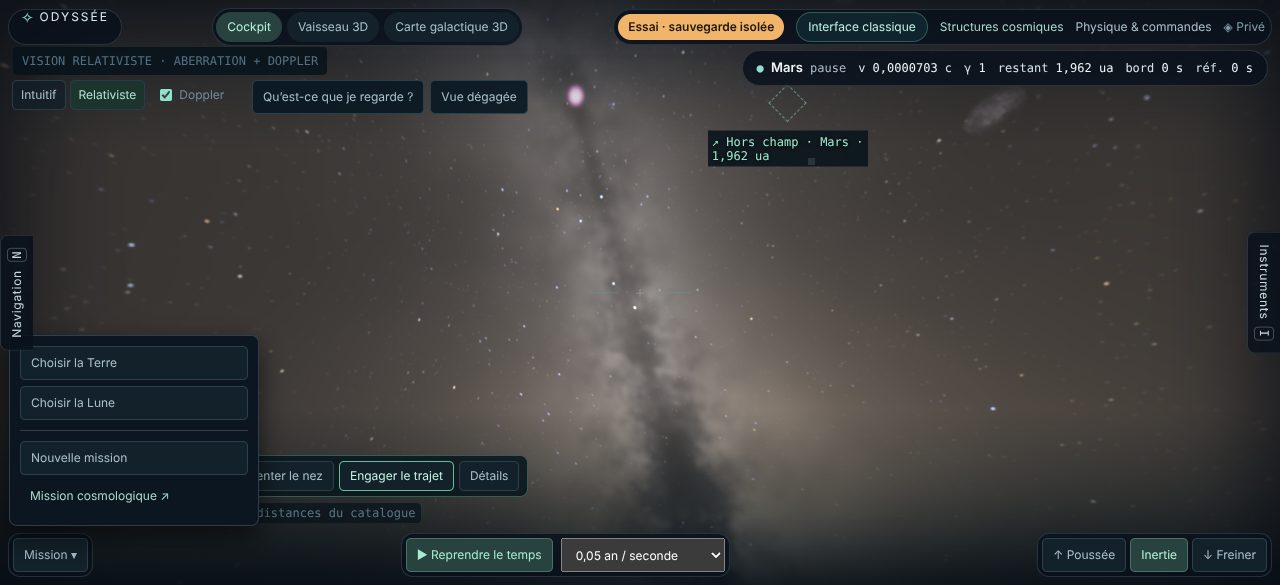 ✧ ODYSSÉE
Cockpit
Vaisseau 3D
Carte galactique 3D
Essai · sauvegarde isolée
Interface classique
Structures cosmiques
Physique & commandes
◈ Privé
VISION RELATIVISTE · ABERRATION + DOPPLER
Mars pause v 0,0000703 c γ 1 restant 1,962 ua bord 0 s réf. 0 s
Intuitif
Relativiste
Doppler
Qu'est-ce que je regarde ?
Vue dégagée
↗ Hors champ · Mars ·
1,962 ua
Navigation N
Instruments I
Choisir la Terre
Choisir la Lune
Nouvelle mission
Mission cosmologique ↗
enter le nez
Engager le trajet
Détails
distances du catalogue
Mission ▾
▶ Reprendre le temps
0,05 an / seconde
↑ Poussée
Inertie
↓ Freiner